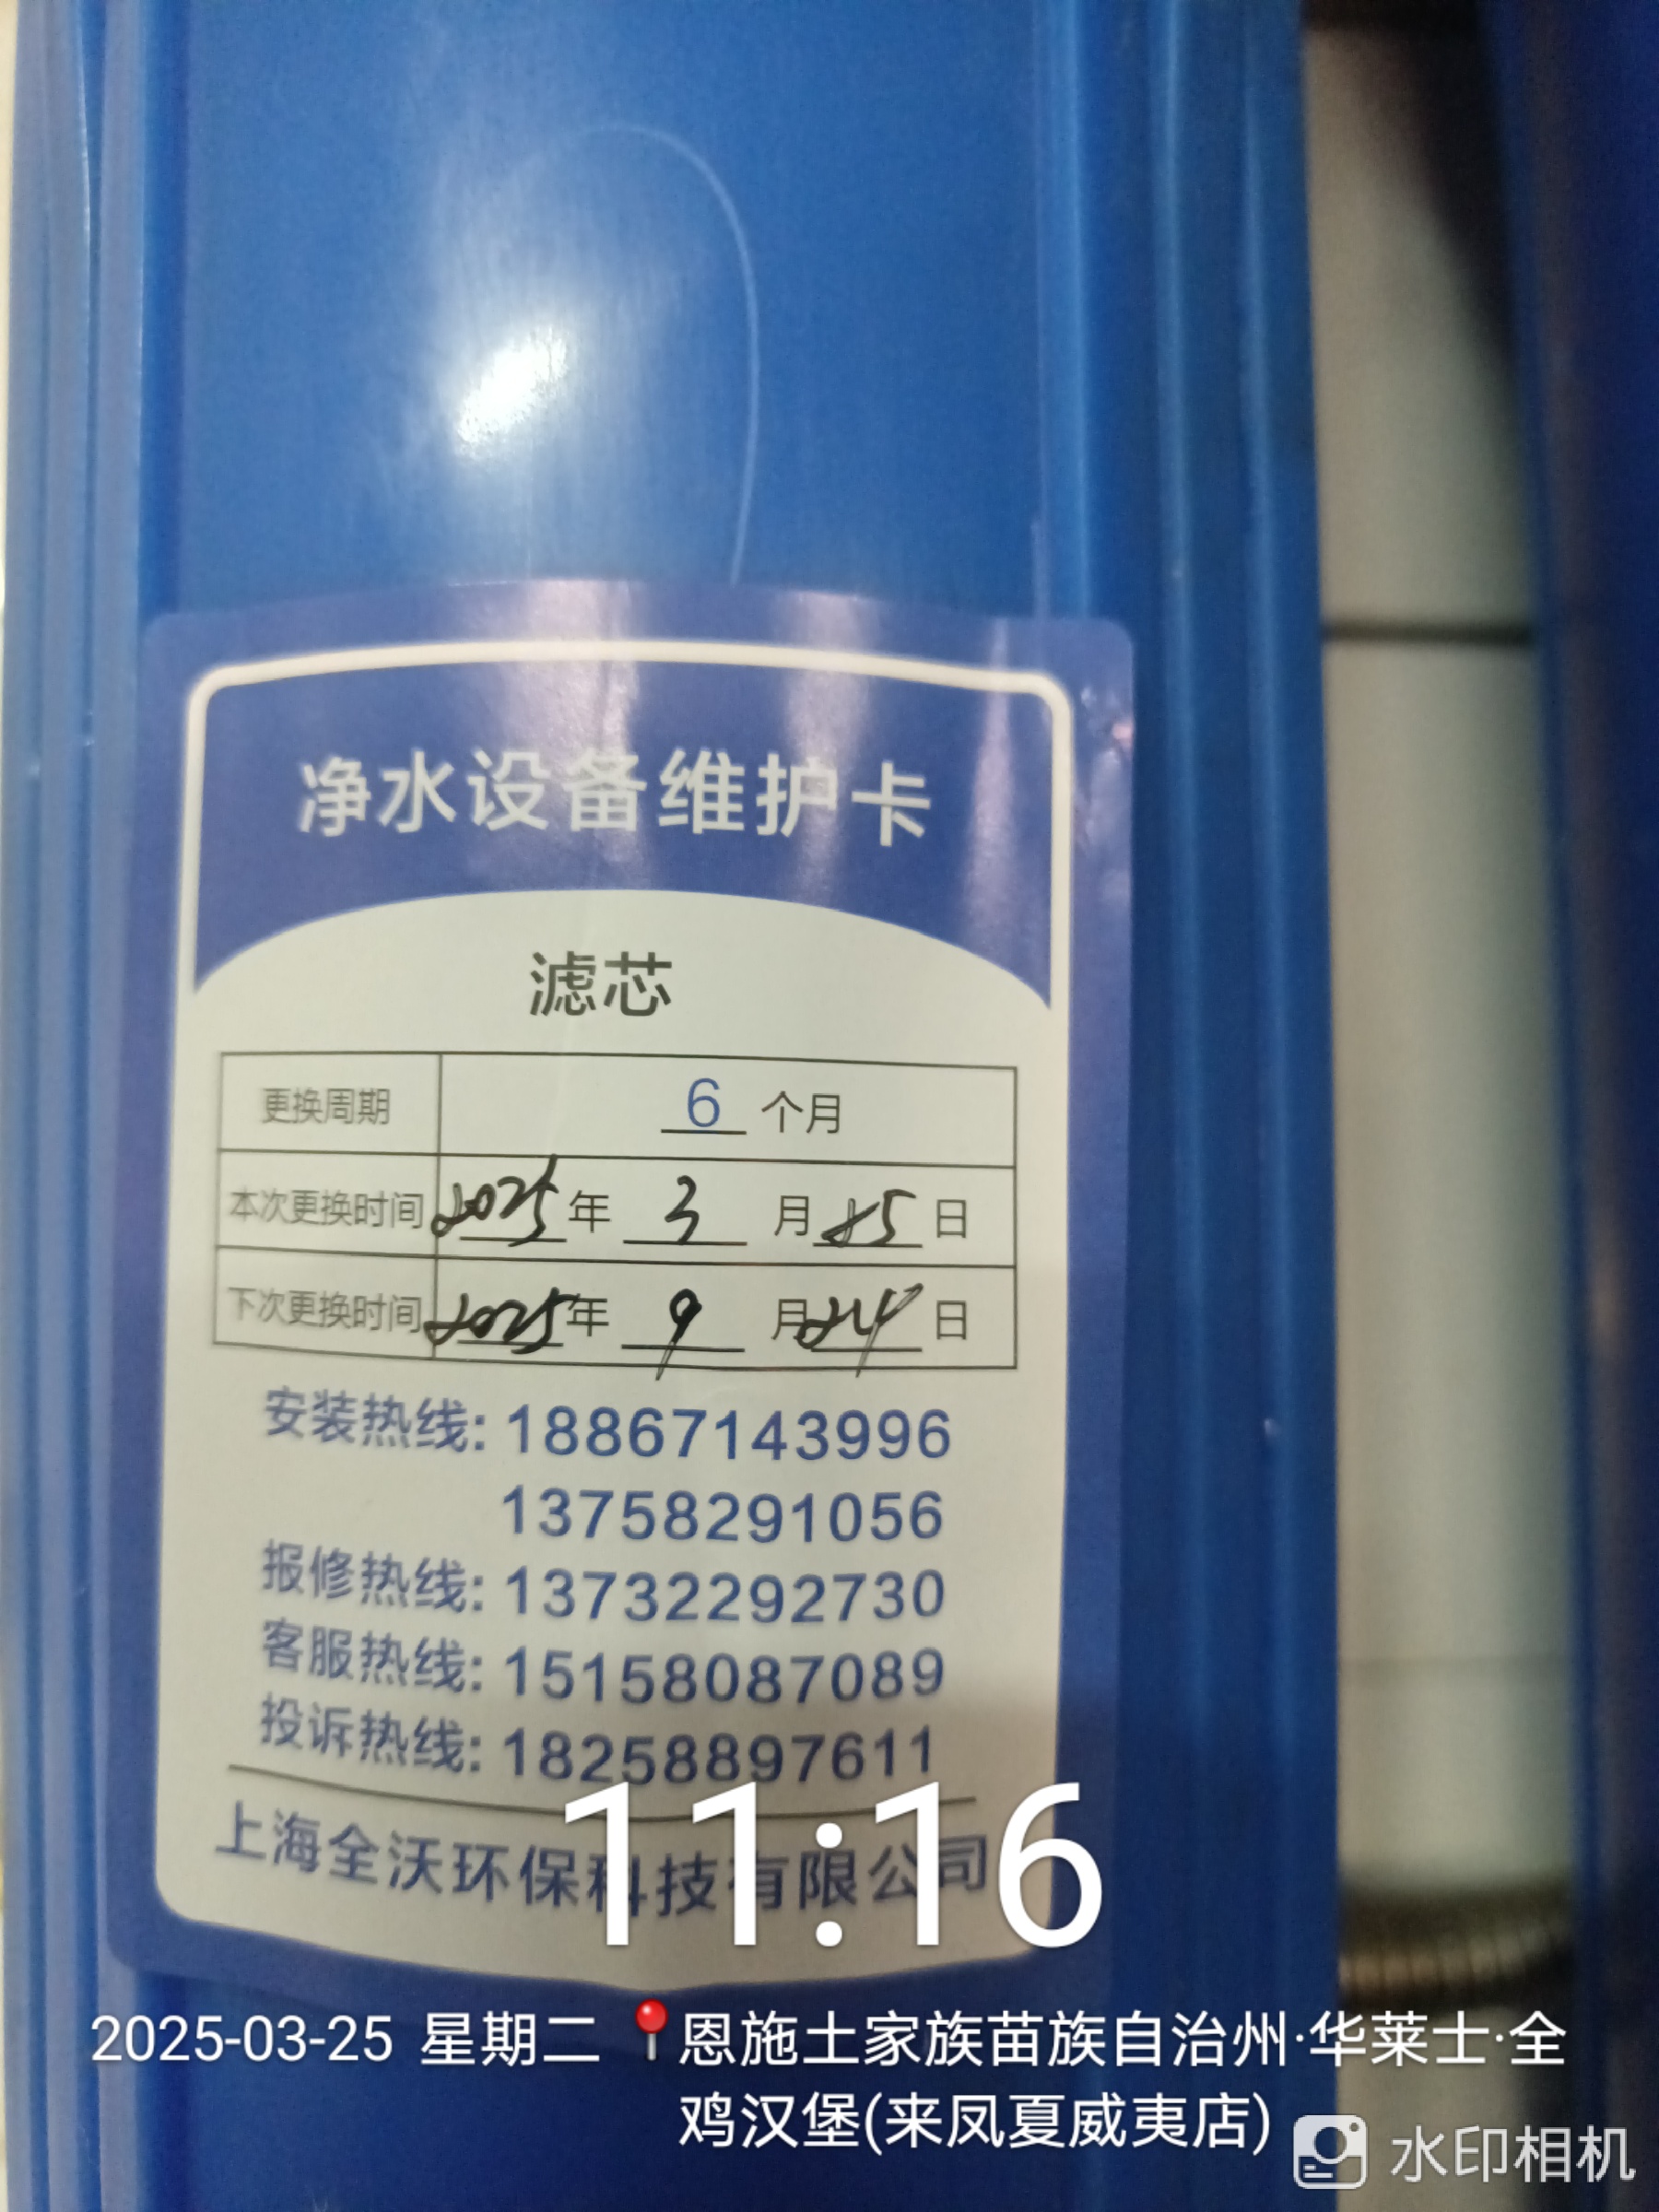 净水设备维护卡
滤芯
更换周期 6 个月
本次更换时间 2025 年 3 月 25 日
下次更换时间 2025 年 9 月 24 日
安装热线: 18867143996
13758291056
报修热线: 13732292730
客服热线: 15158087089
投诉热线: 18258897611
上海全沃环保科技有限公司
11:16
2025-03-25 星期二 恩施土家族苗族自治州·华莱士·全
鸡汉堡(来凤夏威夷店)
水印相机